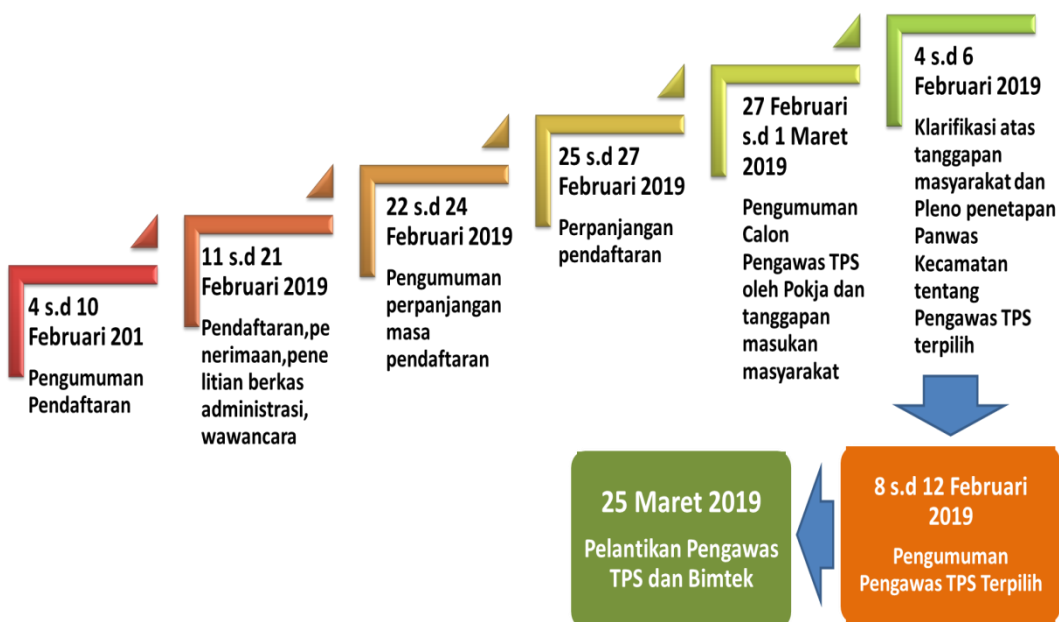 4 s.d 10
Februari 201
Pengumuman
Pendaftaran
11 s.d 21
Februari 2019
Pendaftaran,pe
nerimaan,pene
litian berkas
administrasi,
wawancara
22 s.d 24
Februari 2019
Pengumuman
perpanjangan
masa
pendaftaran
25 s.d 27
Februari 2019
Perpanjangan
pendaftaran
27 Februari
s.d 1 Maret
2019
Pengumuman
Calon
Pengawas TPS
oleh Pokja dan
tanggapan
masukan
masyarakat
4 s.d 6
Februari 2019
Klarifikasi atas
tanggapan
masyarakat dan
Pleno penetapan
Panwas
Kecamatan
tentang
Pengawas TPS
terpilih
8 s.d 12 Februari
2019
Pengumuman
Pengawas TPS Terpilih
25 Maret 2019
Pelantikan Pengawas
TPS dan Bimtek